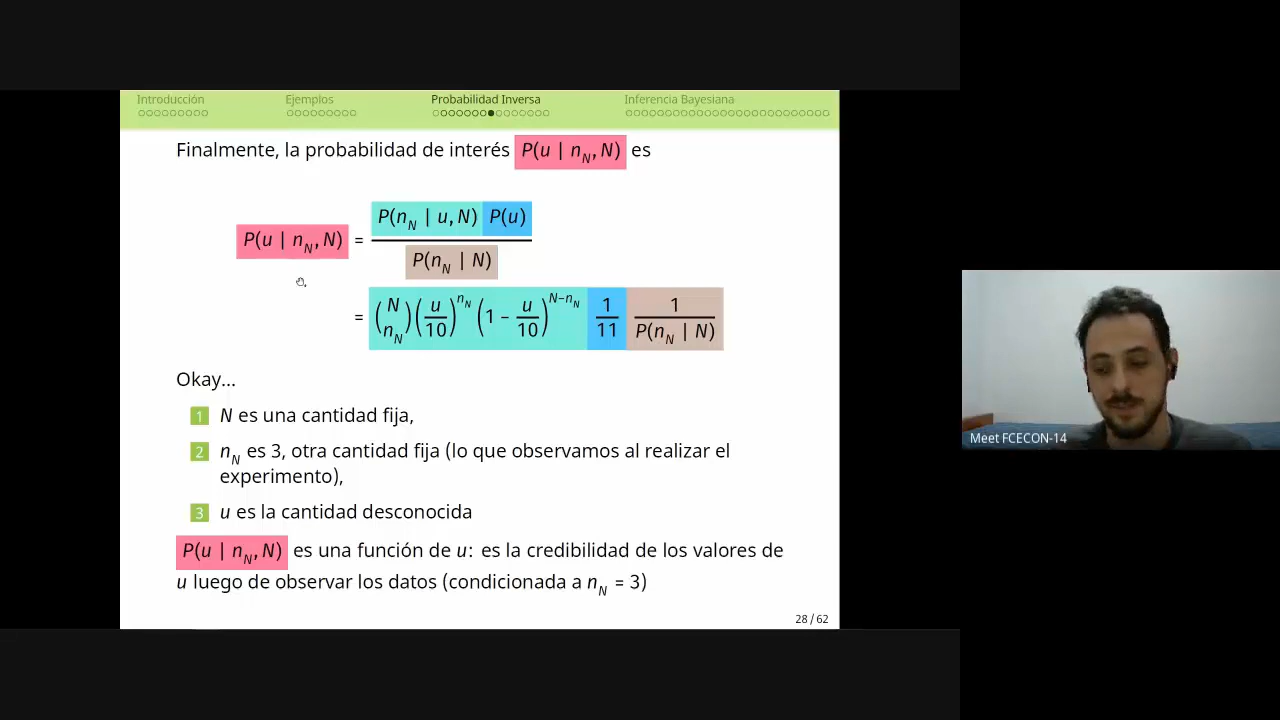 Introducción Ejemplos Probabilidad Inversa Inferencia Bayesiana
Finalmente, la probabilidad de interés P(u | n_N, N) es
P(u | n_N, N) = P(n_N | u, N) P(u) / P(n_N | N)
= (N n_N) (u/10)^n_N (1 − u/10)^N−n_N 1/11 1/P(n_N | N)
Okay...
1 N es una cantidad fija,
2 n_N es 3, otra cantidad fija (lo que observamos al realizar el
experimento),
3 u es la cantidad desconocida
P(u | n_N, N) es una función de u: es la credibilidad de los valores de
u luego de observar los datos (condicionada a n_N = 3)
28 / 62
Meet FCECON-14